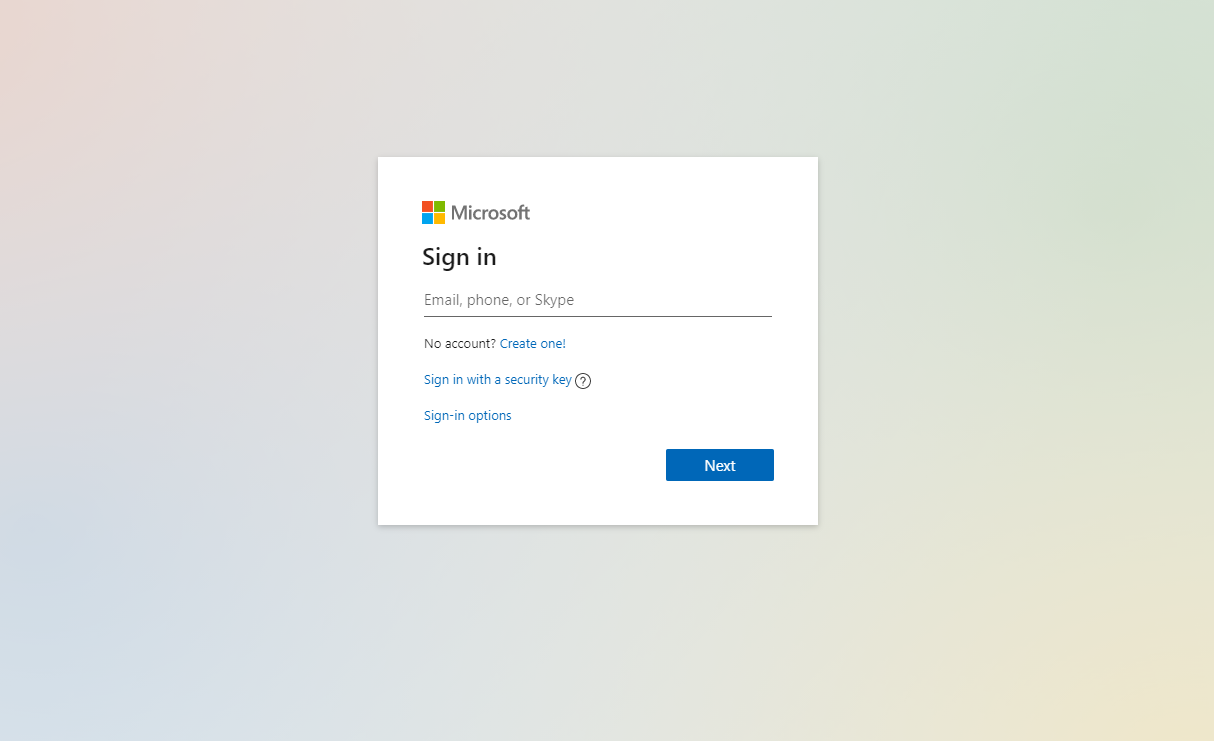 Microsoft
Sign in
Email, phone, or Skype
No account? Create one!
Sign in with a security key ?
Sign-in options
Next